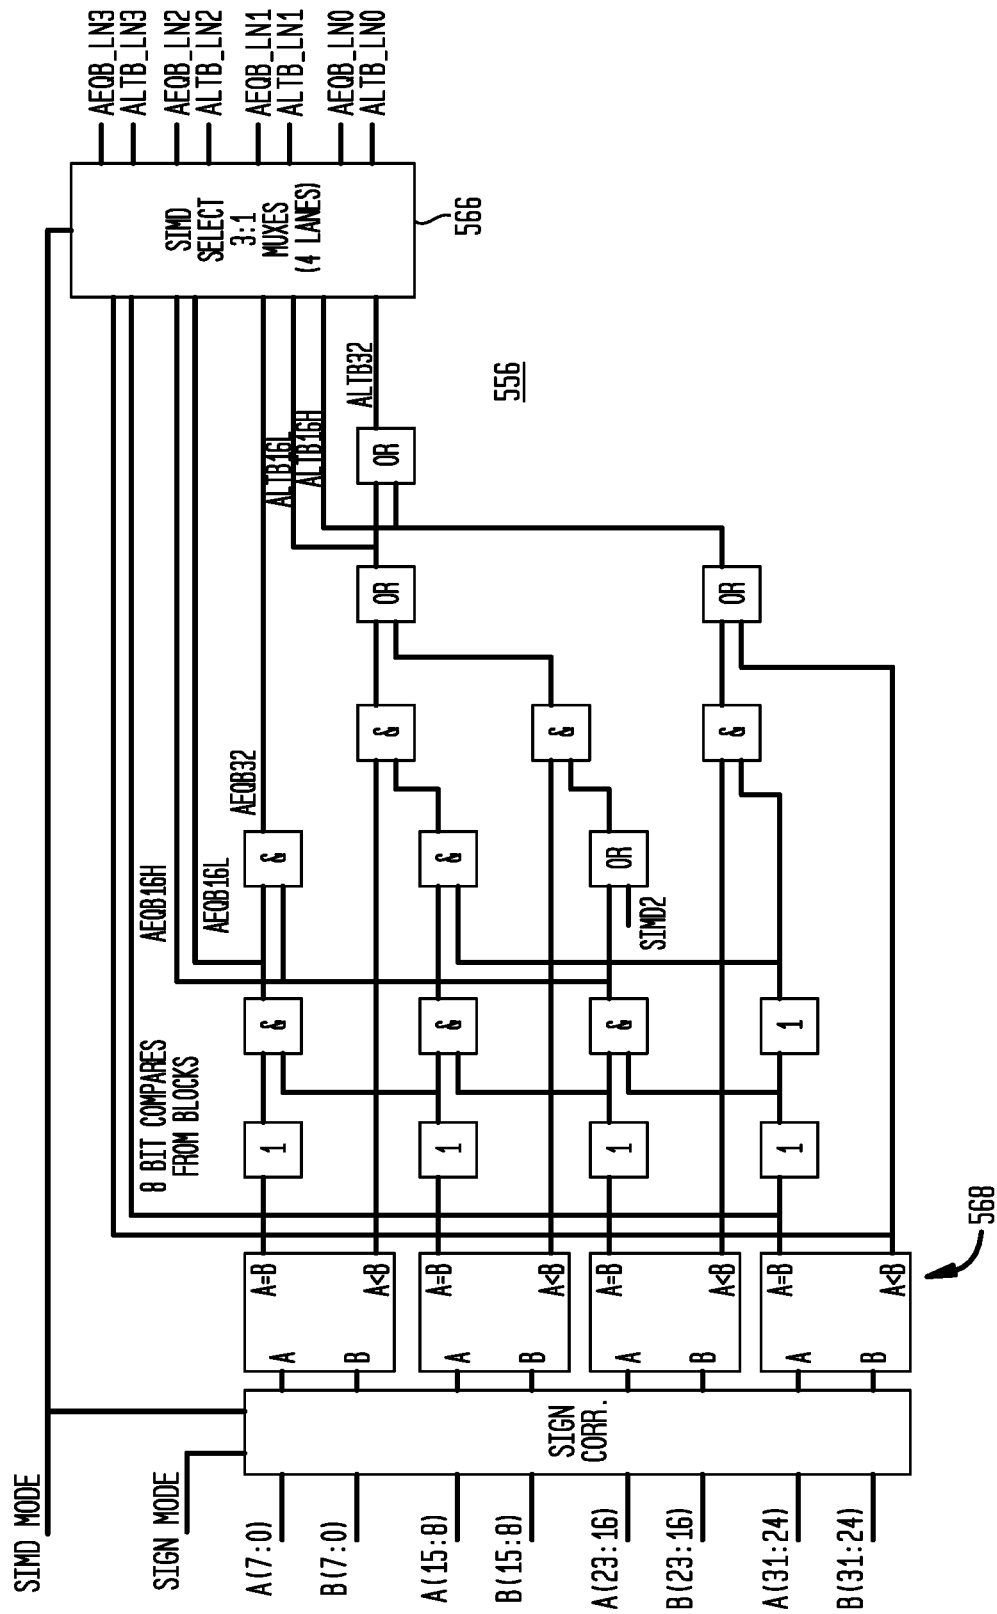 SIMD MODE
SIGN MODE
A(7:0)
B(7:0)
A(15:8)
B(15:8)
A(23:16)
B(23:16)
A(31:24)
B(31:24)
SIGN
CORR.
A
B
A=B
A<B
A
B
A=B
A<B
A
B
A=B
A<B
A
B
A=B
A<B
568
8 BIT COMPARES
FROM BLOCKS
1
1
1
1
&
&
&
1
AEQB16H
AEQB16L
SIMD2
&
&
OR
AEQB32
&
&
&
OR
OR
ALTB16L
ALTB16H
OR
ALTB32
556
SIMD
SELECT
3:1
MUXES
(4 LANES)
566
AEQB_LN3
ALTB_LN3
AEQB_LN2
ALTB_LN2
AEQB_LN1
ALTB_LN1
AEQB_LN0
ALTB_LN0